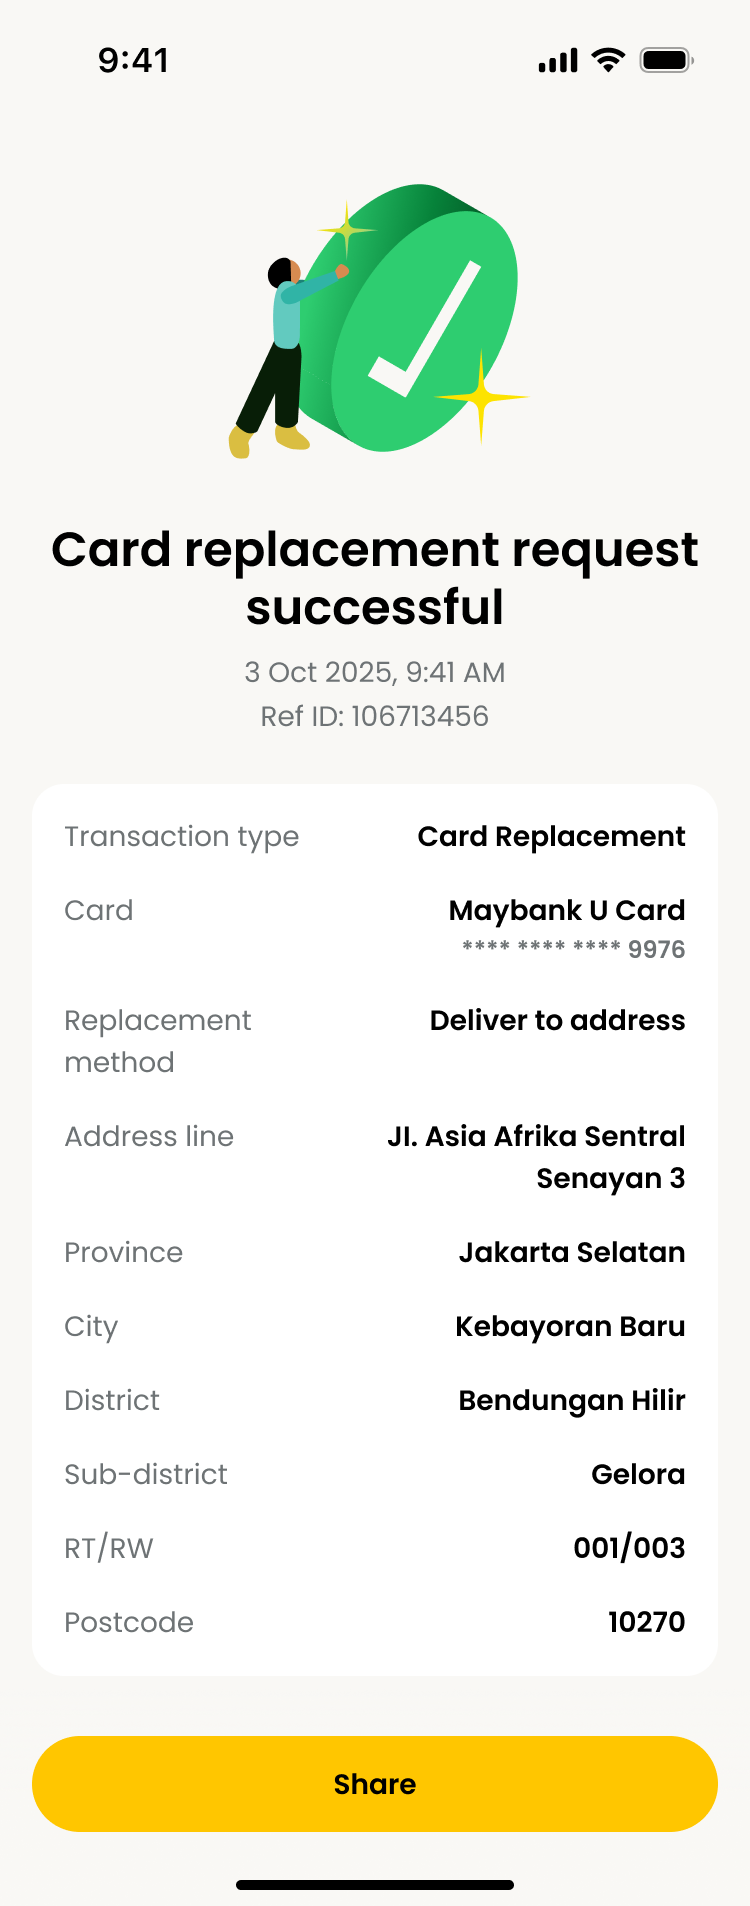 9:41
Card replacement request
successful
3 Oct 2025, 9:41 AM
Ref ID: 106713456
Transaction type
Card Replacement
Card
Maybank U Card
**** **** **** 9976
Replacement
method
Deliver to address
Address line
Jl. Asia Afrika Sentral
Senayan 3
Province
Jakarta Selatan
City
Kebayoran Baru
District
Bendungan Hilir
Sub-district
Gelora
RT/RW
001/003
Postcode
10270
Share